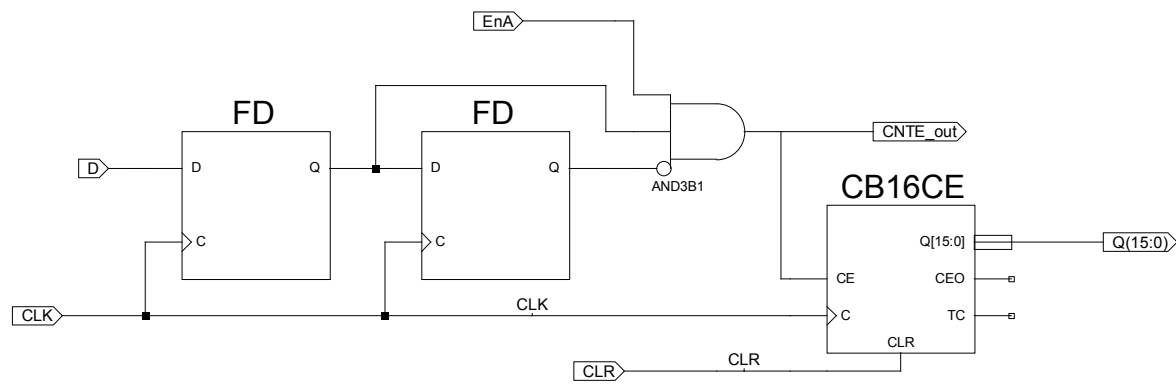 EnA
FD
FD
CNTE_out
D
D
Q
D
Q
AND3B1
CB16CE
C
C
Q[15:0]
Q(15:0)
CE
CEO
CLK
CLK
C
TC
CLR
CLR
CLR